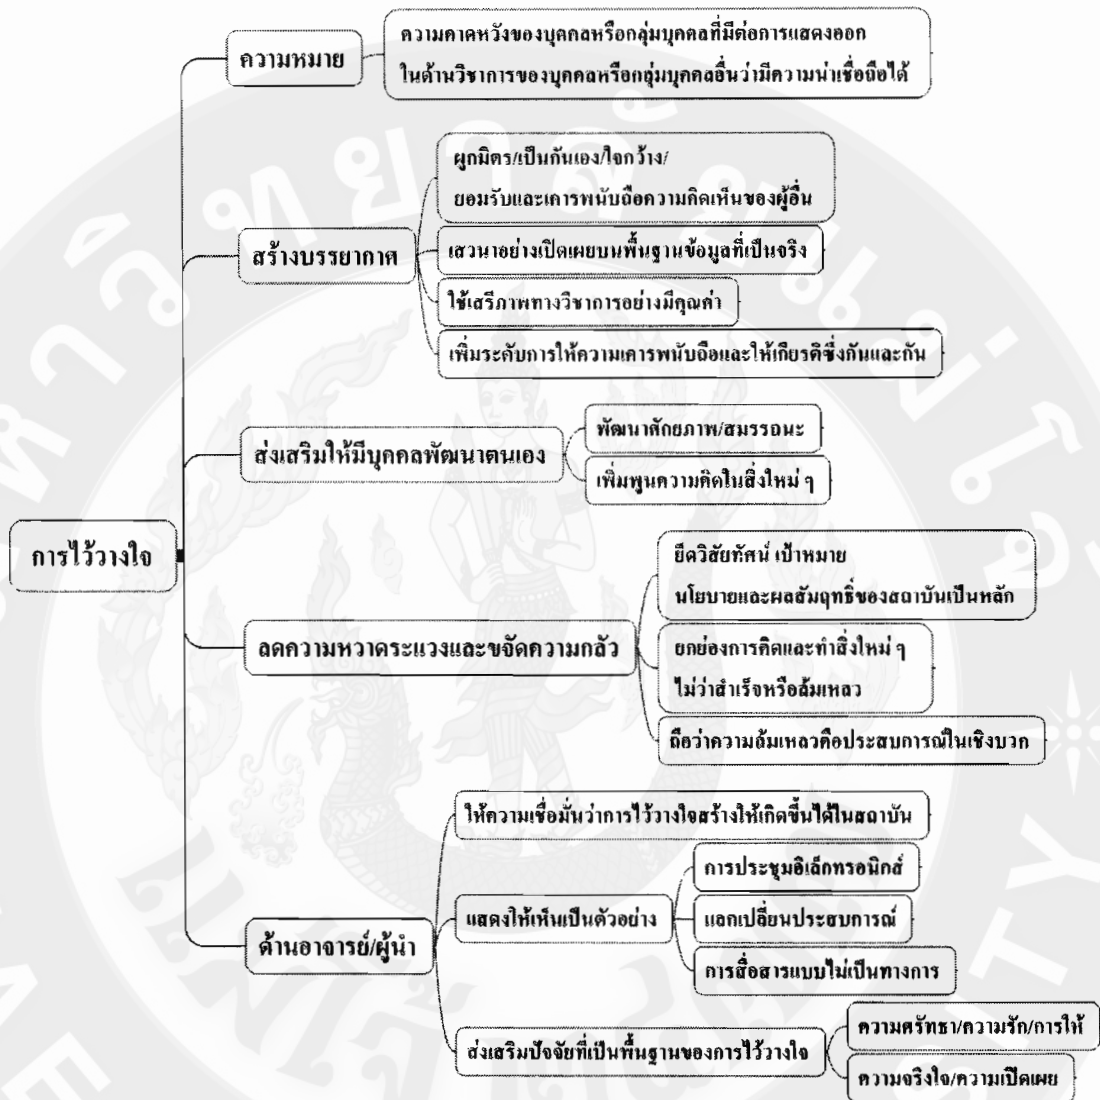 ความหมาย
ความคาดหวังของบุคคลหรือกลุ่มบุคคลที่มีต่อการแสดงออก
ในด้านวิชาการของบุคคลหรือกลุ่มบุคคลอื่นว่ามีความน่าเชื่อถือได้
สร้างบรรยากาศ
ผูกมิตร/เป็นกันเอง/ใจกว้าง/
ยอมรับและเคารพนับถือความคิดเห็นของผู้อื่น
เสวนาอย่างเปิดเผยบนพื้นฐานข้อมูลที่เป็นจริง
ใช้เสรีภาพทางวิชาการอย่างมีคุณค่า
เพิ่มระดับการให้ความเคารพนับถือและให้เกียรติซึ่งกันและกัน
ส่งเสริมให้มีบุคคลพัฒนาตนเอง
พัฒนาศักยภาพ/สมรรถนะ
เพิ่มพูนความคิดในสิ่งใหม่ ๆ
การไว้วางใจ
ลดความหวาดระแวงและขจัดความกลัว
ยึดวิสัยทัศน์ เป้าหมาย
นโยบายและผลสัมฤทธิ์ของสถาบันเป็นหลัก
ยกย่องการคิดและทำสิ่งใหม่ ๆ
ไม่ว่าสำเร็จหรือล้มเหลว
ถือว่าความล้มเหลวคือประสบการณ์ในเชิงบวก
ด้านอาจารย์/ผู้นำ
ให้ความเชื่อมั่นว่าการไว้วางใจสร้างให้เกิดขึ้นได้ในสถาบัน
แสดงให้เห็นเป็นตัวอย่าง
การประชุมอิเล็กทรอนิกส์
แลกเปลี่ยนประสบการณ์
การสื่อสารแบบไม่เป็นทางการ
ส่งเสริมปัจจัยที่เป็นพื้นฐานของการไว้วางใจ
ความศรัทธา/ความรัก/การให้
ความจริงใจ/ความเปิดเผย